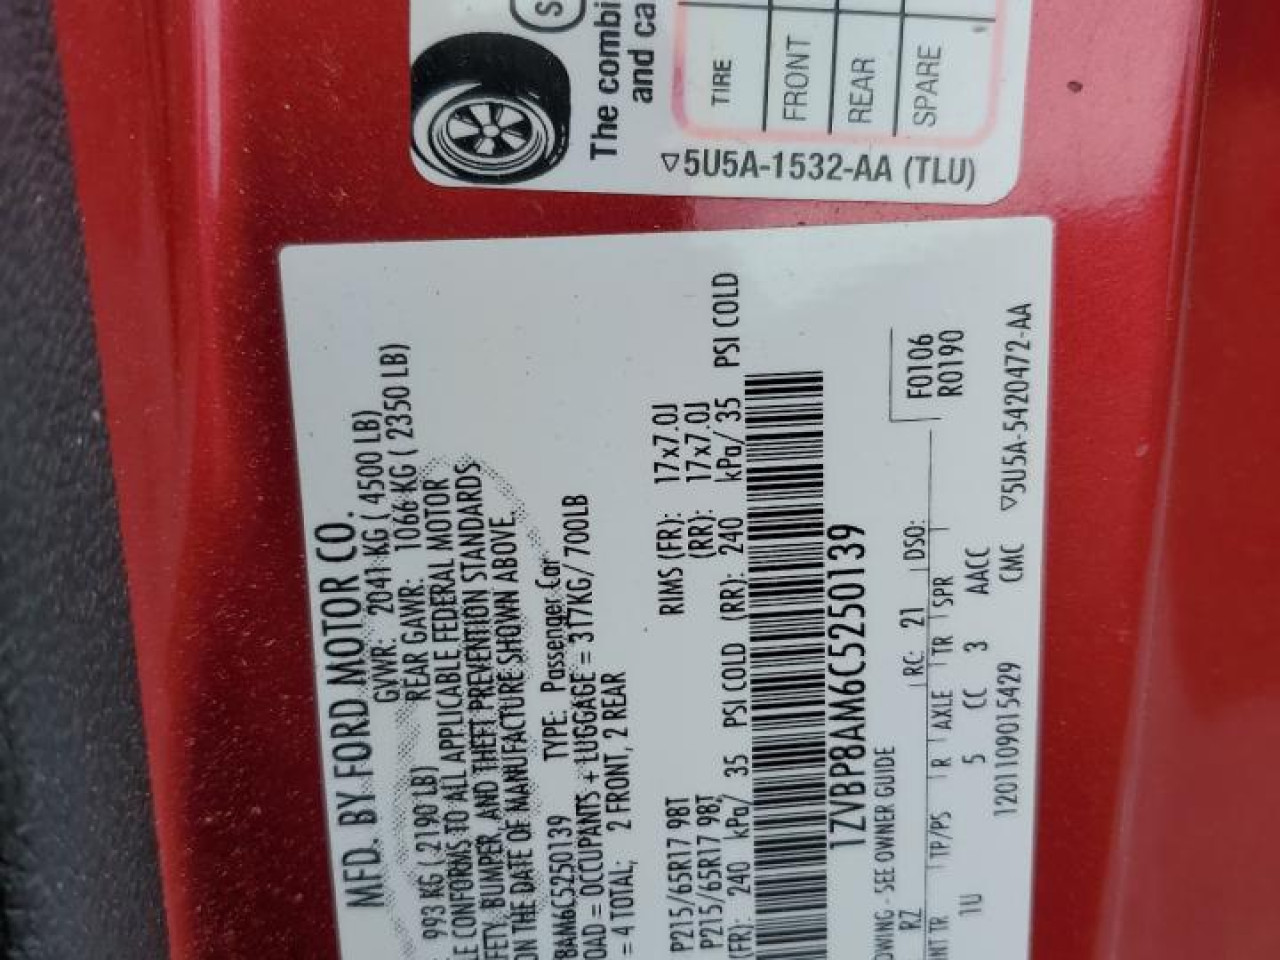 S
The combi
and ca
TIRE
FRONT
REAR
SPARE
▽5U5A-1532-AA (TLU)
MFD. BY FORD MOTOR CO.
GVWR: 2041 KG ( 4500 LB)
993 KG ( 2190 LB) REAR GAWR: 1066 KG ( 2350 LB)
LE CONFORMS TO ALL APPLICABLE FEDERAL MOTOR
FETY, BUMPER, AND THEFT PREVENTION STANDARDS
ON THE DATE OF MANUFACTURE SHOWN ABOVE.
8AM6C5250139 TYPE: Passenger Car
OAD = OCCUPANTS + LUGGAGE = 317KG/ 700LB
= 4 TOTAL; 2 FRONT, 2 REAR
P215/65R17 98T RIMS (FR): 17x7.0J
P215/65R17 98T, (RR): 17x7.0J
(FR): 240 kPa/ 35 PSI COLD (RR): 240 kPa/ 35 PSI COLD
1ZVBP8AM6C5250139
OWING - SEE OWNER GUIDE
F0106
R0190
RZ RC: 21 DSO:
INT TR TP/PS R AXLE TR SPR
1U 5 CC 3 AACC
120110901542 9 CMC ▽5U5A-5420472-AA